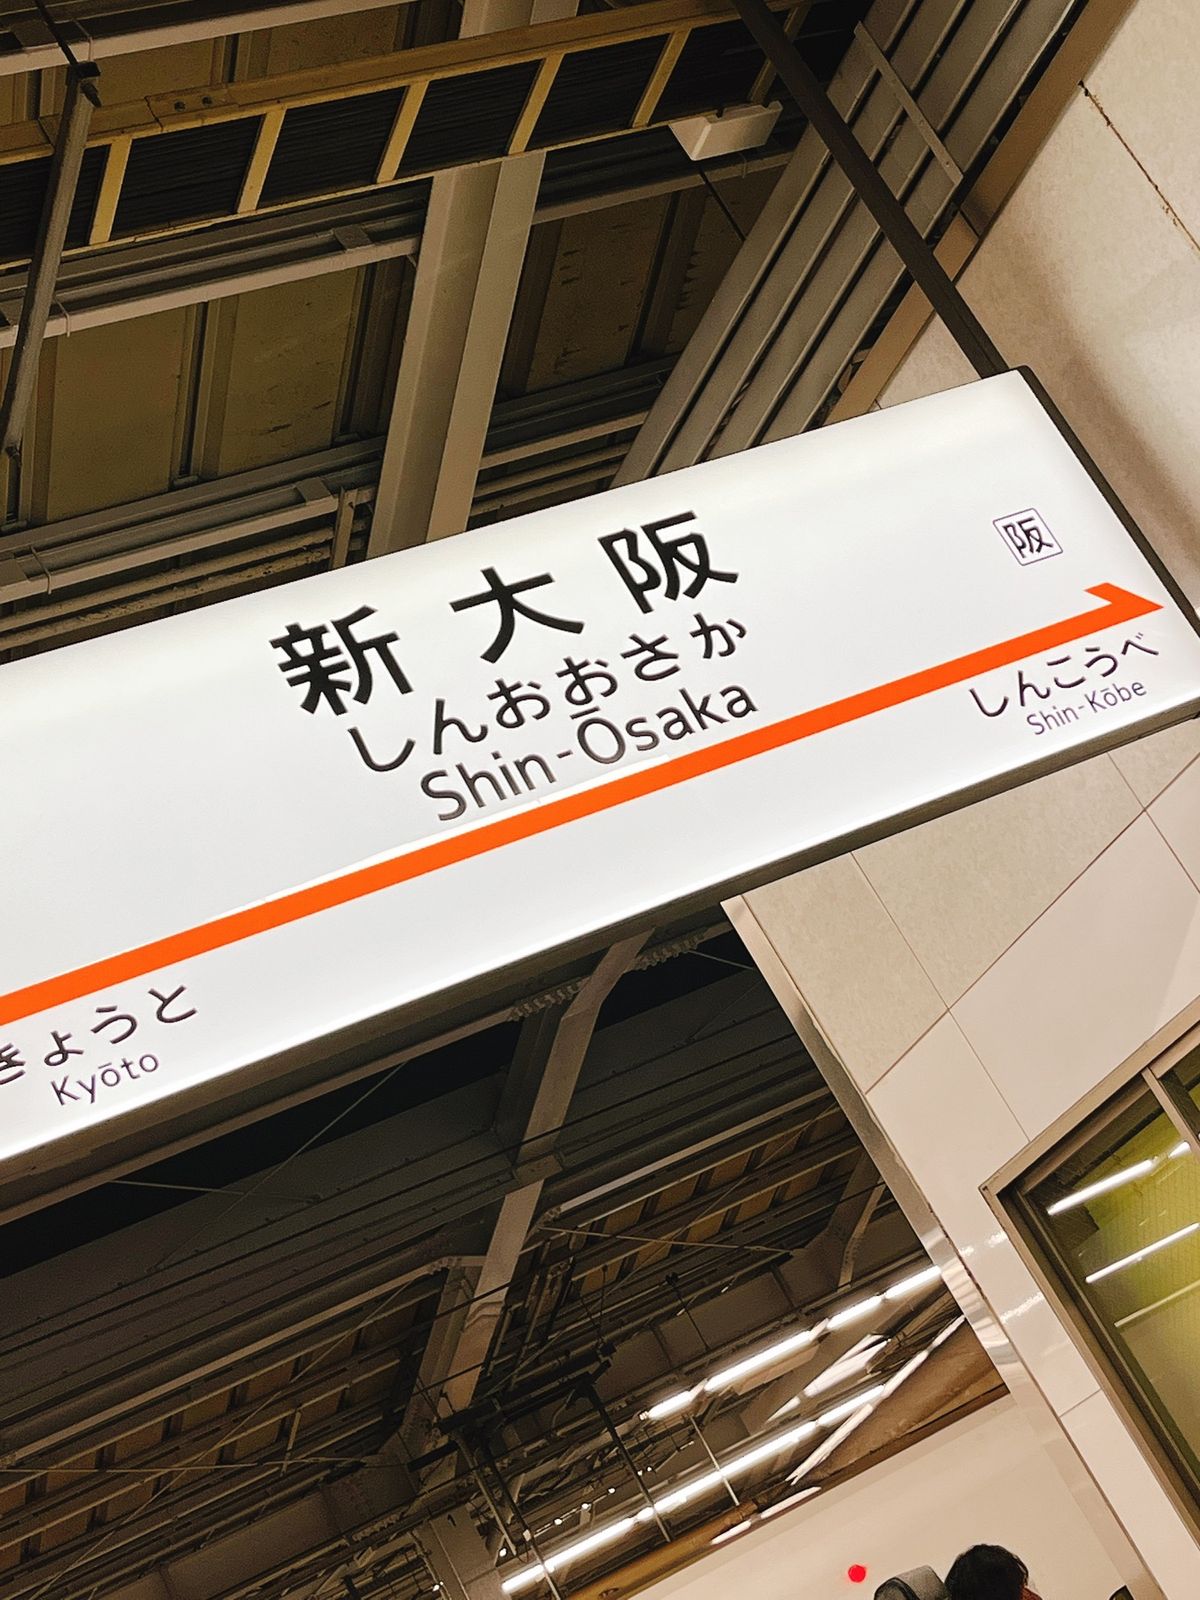 新大阪
しんおおさか
Shin-Ōsaka
阪
しんこうべ
Shin-Kōbe
きょうと
Kyōto